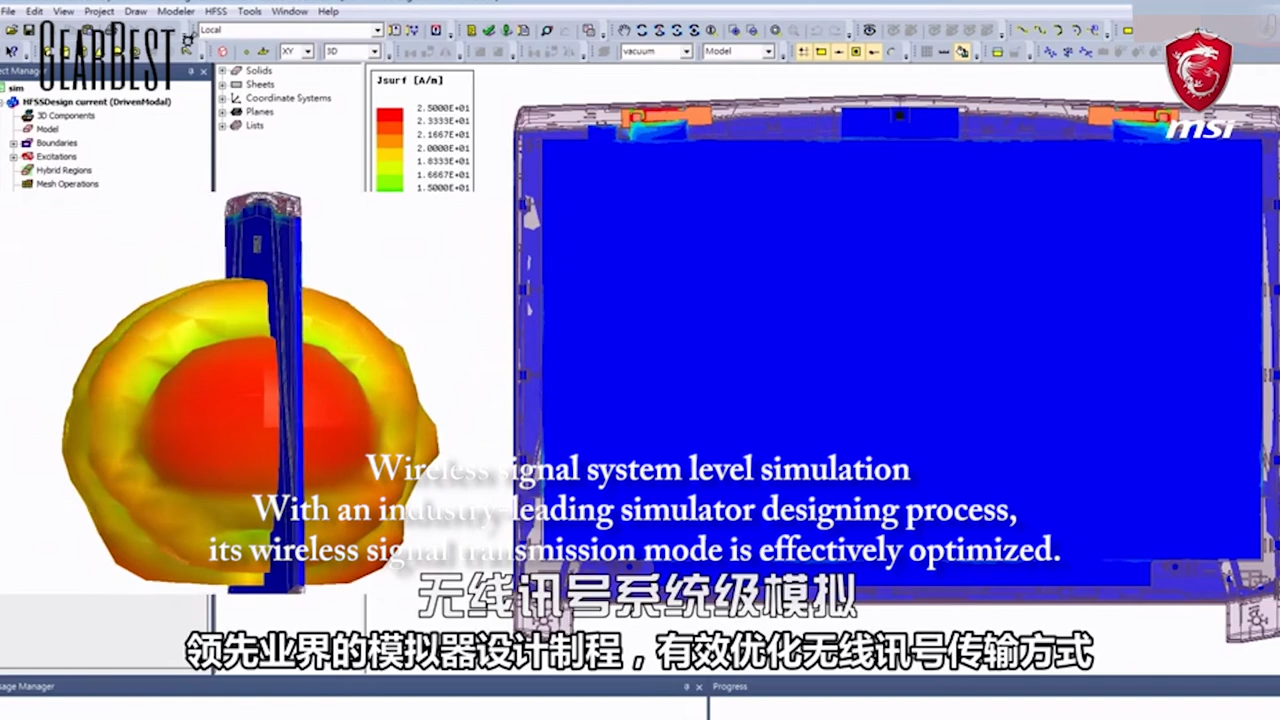 File Edit View Project Draw Modeler HFSS Tools Window Help
Local
XY
3D
vacuum
Model
GEARBEST
msi
ect Manager
sim
HFSSDesign current (DrivenModal)
3D Components
Model
Boundaries
Excitations
Hybrid Regions
Mesh Operations
Solids
Sheets
Coordinate Systems
Planes
Lists
Jsurf [A/m]
2.5000E+01
2.3333E+01
2.1667E+01
2.0000E+01
1.8333E+01
1.6667E+01
1.5000E+01
Wireless signal system level simulation
With an industry-leading simulator designing process,
its wireless signal transmission mode is effectively optimized.
无线讯号系统级模拟
领先业界的模拟器设计制程，有效优化无线讯号传输方式
sage Manager
Progress